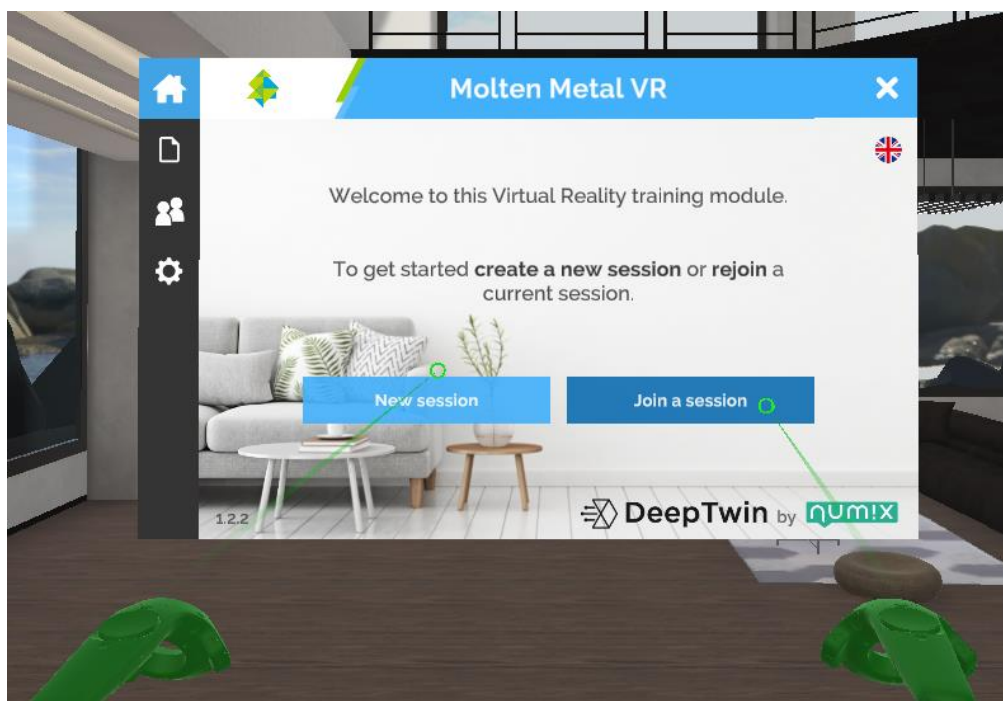 Molten Metal VR
Welcome to this Virtual Reality training module.
To get started create a new session or rejoin a
current session.
New session
Join a session
1.2.2
DeepTwin by numix